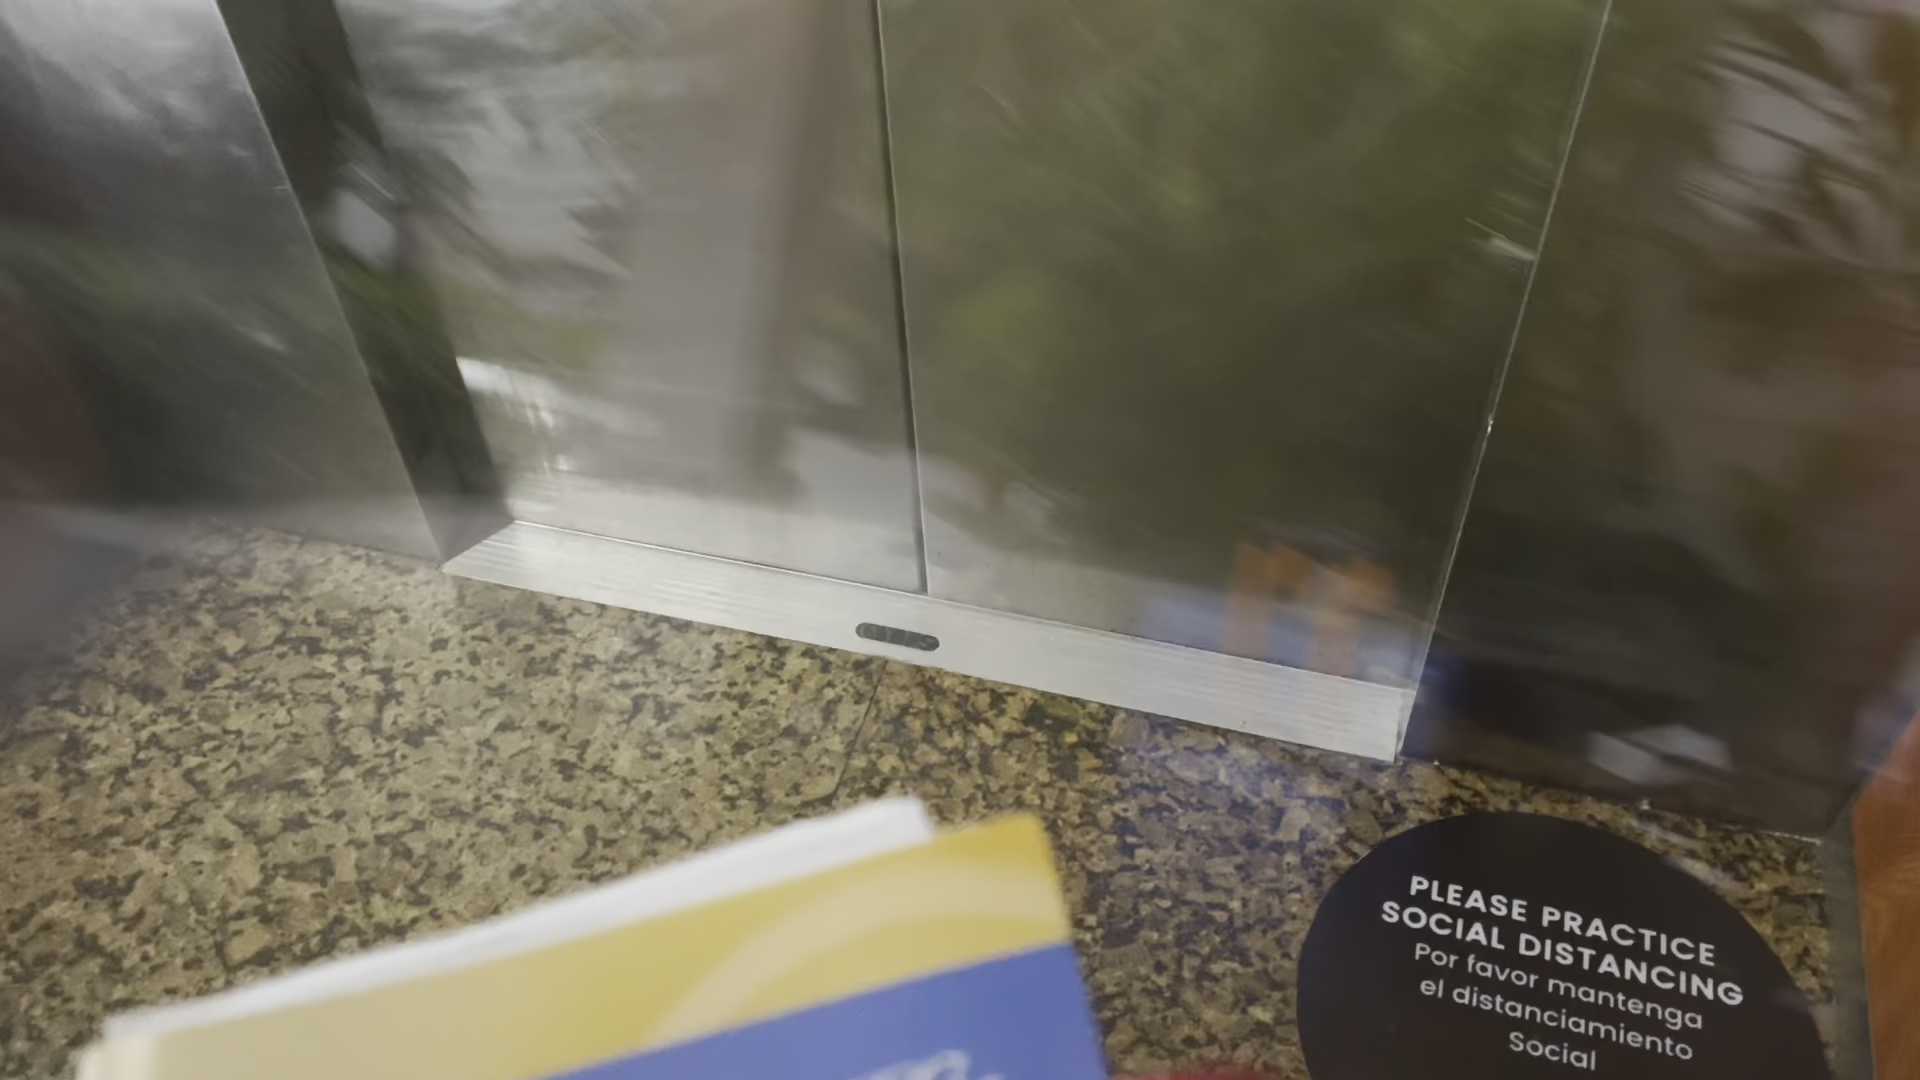 PLEASE PRACTICE
SOCIAL DISTANCING
Por favor mantenga
el distanciamiento
Social